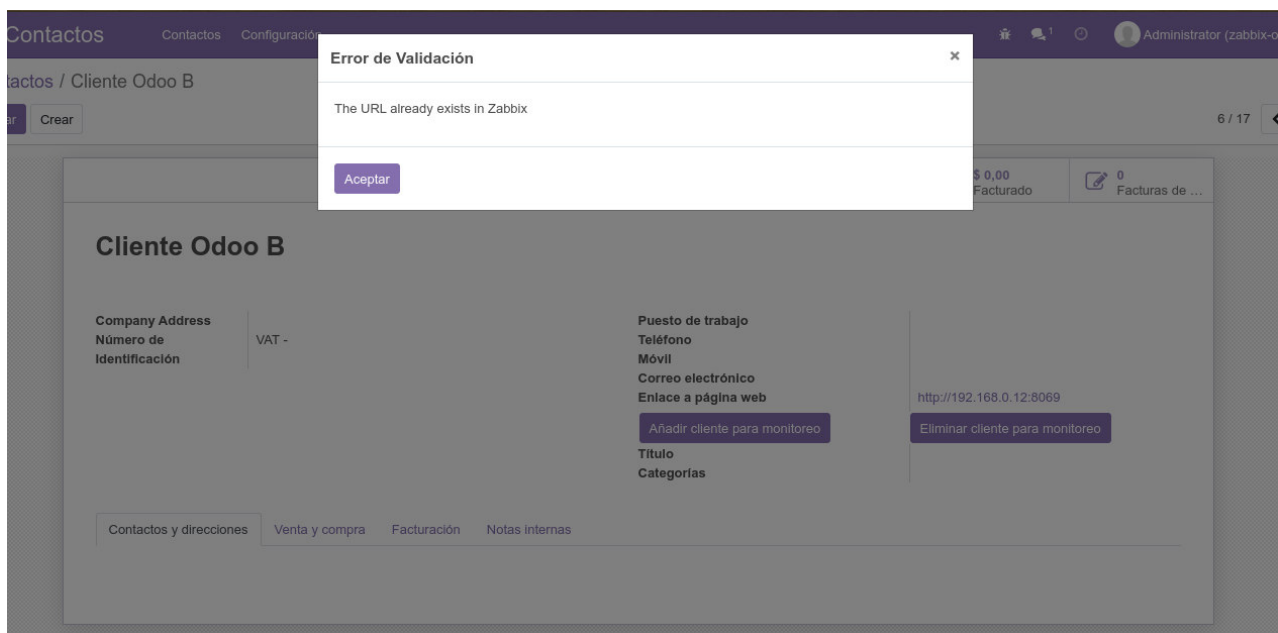 Contactos Contactos Configuración 1 Administrator (zabbix-o
tactos / Cliente Odoo B
ar Crear 6 / 17
Error de Validación ×
The URL already exists in Zabbix
Aceptar
$ 0,00
Facturado
0
Facturas de ...
Cliente Odoo B
Company Address
Número de
Identificación
VAT -
Puesto de trabajo
Teléfono
Móvil
Correo electrónico
Enlace a página web http://192.168.0.12:8069
Añadir cliente para monitoreo Eliminar cliente para monitoreo
Título
Categorías
Contactos y direcciones Venta y compra Facturación Notas internas